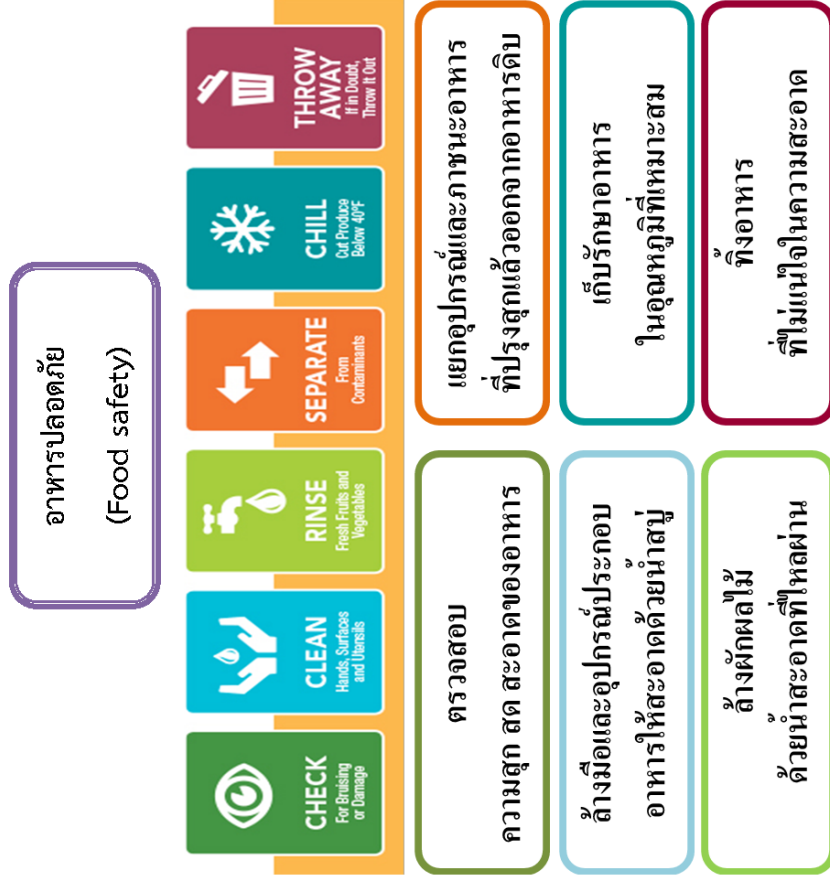 อาหารปลอดภัย
(Food safety)
CHECK
For Bruising
or Damage
CLEAN
Hands, Surfaces
and Utensils
RINSE
Fresh Fruits and
Vegetables
SEPARATE
From
Contaminants
CHILL
Cut Produce
Below 40°F
THROW
AWAY
If in Doubt,
Throw It Out
ตรวจสอบ
ความสุก สด สะอาดของอาหาร
แยกอุปกรณ์และภาชนะอาหาร
ที่ปรุงสุกแล้วออกจากอาหารดิบ
ล้างมือและอุปกรณ์ประกอบ
อาหารให้สะอาดด้วยน้ำสบู่
เก็บรักษาอาหาร
ในอุณหภูมิที่เหมาะสม
ล้างผักผลไม้
ด้วยน้ำสะอาดที่ไหลผ่าน
ทิ้งอาหาร
ที่ไม่แน่ใจในความสะอาด